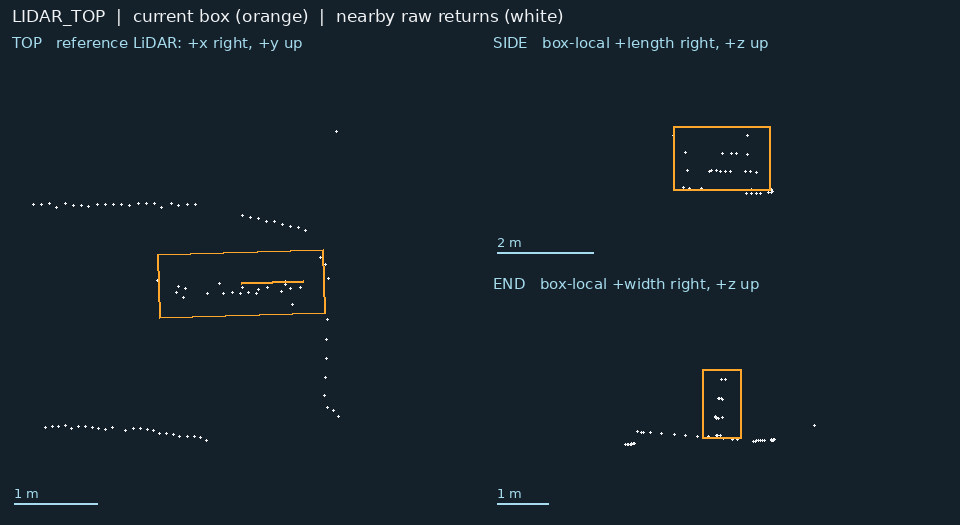 LIDAR_TOP  |  current box (orange)  |  nearby raw returns (white)
TOP   reference LiDAR: +x right, +y up
SIDE   box-local +length right, +z up
2 m
END   box-local +width right, +z up
1 m
1 m